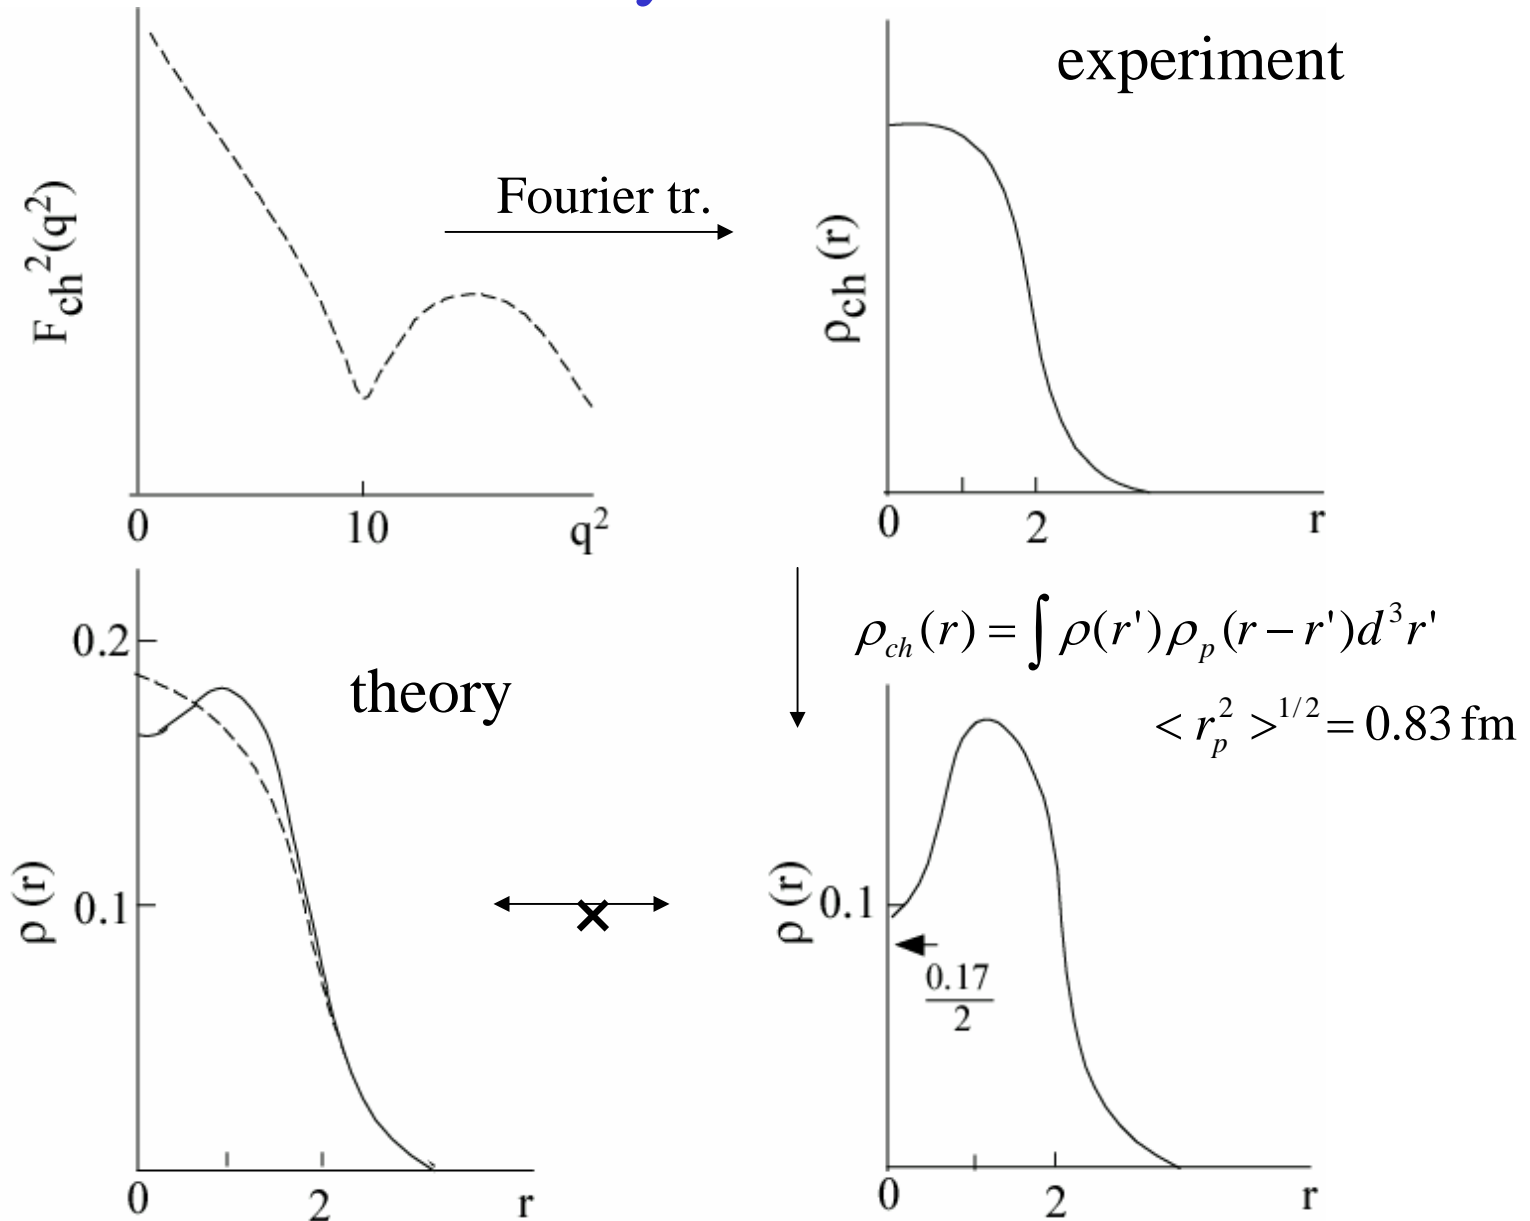 experiment
F_ch^2(q^2)
Fourier tr.
ρ_ch (r)
0 10 q^2
0 2 r
ρ_ch(r) = ∫ ρ(r')ρ_p(r − r')d^3r'
< r_p^2 >^1/2 = 0.83 fm
theory
0.2
0.1
ρ (r)
0 2 r
ρ (r)
0.1
0.17
2
0 2 r